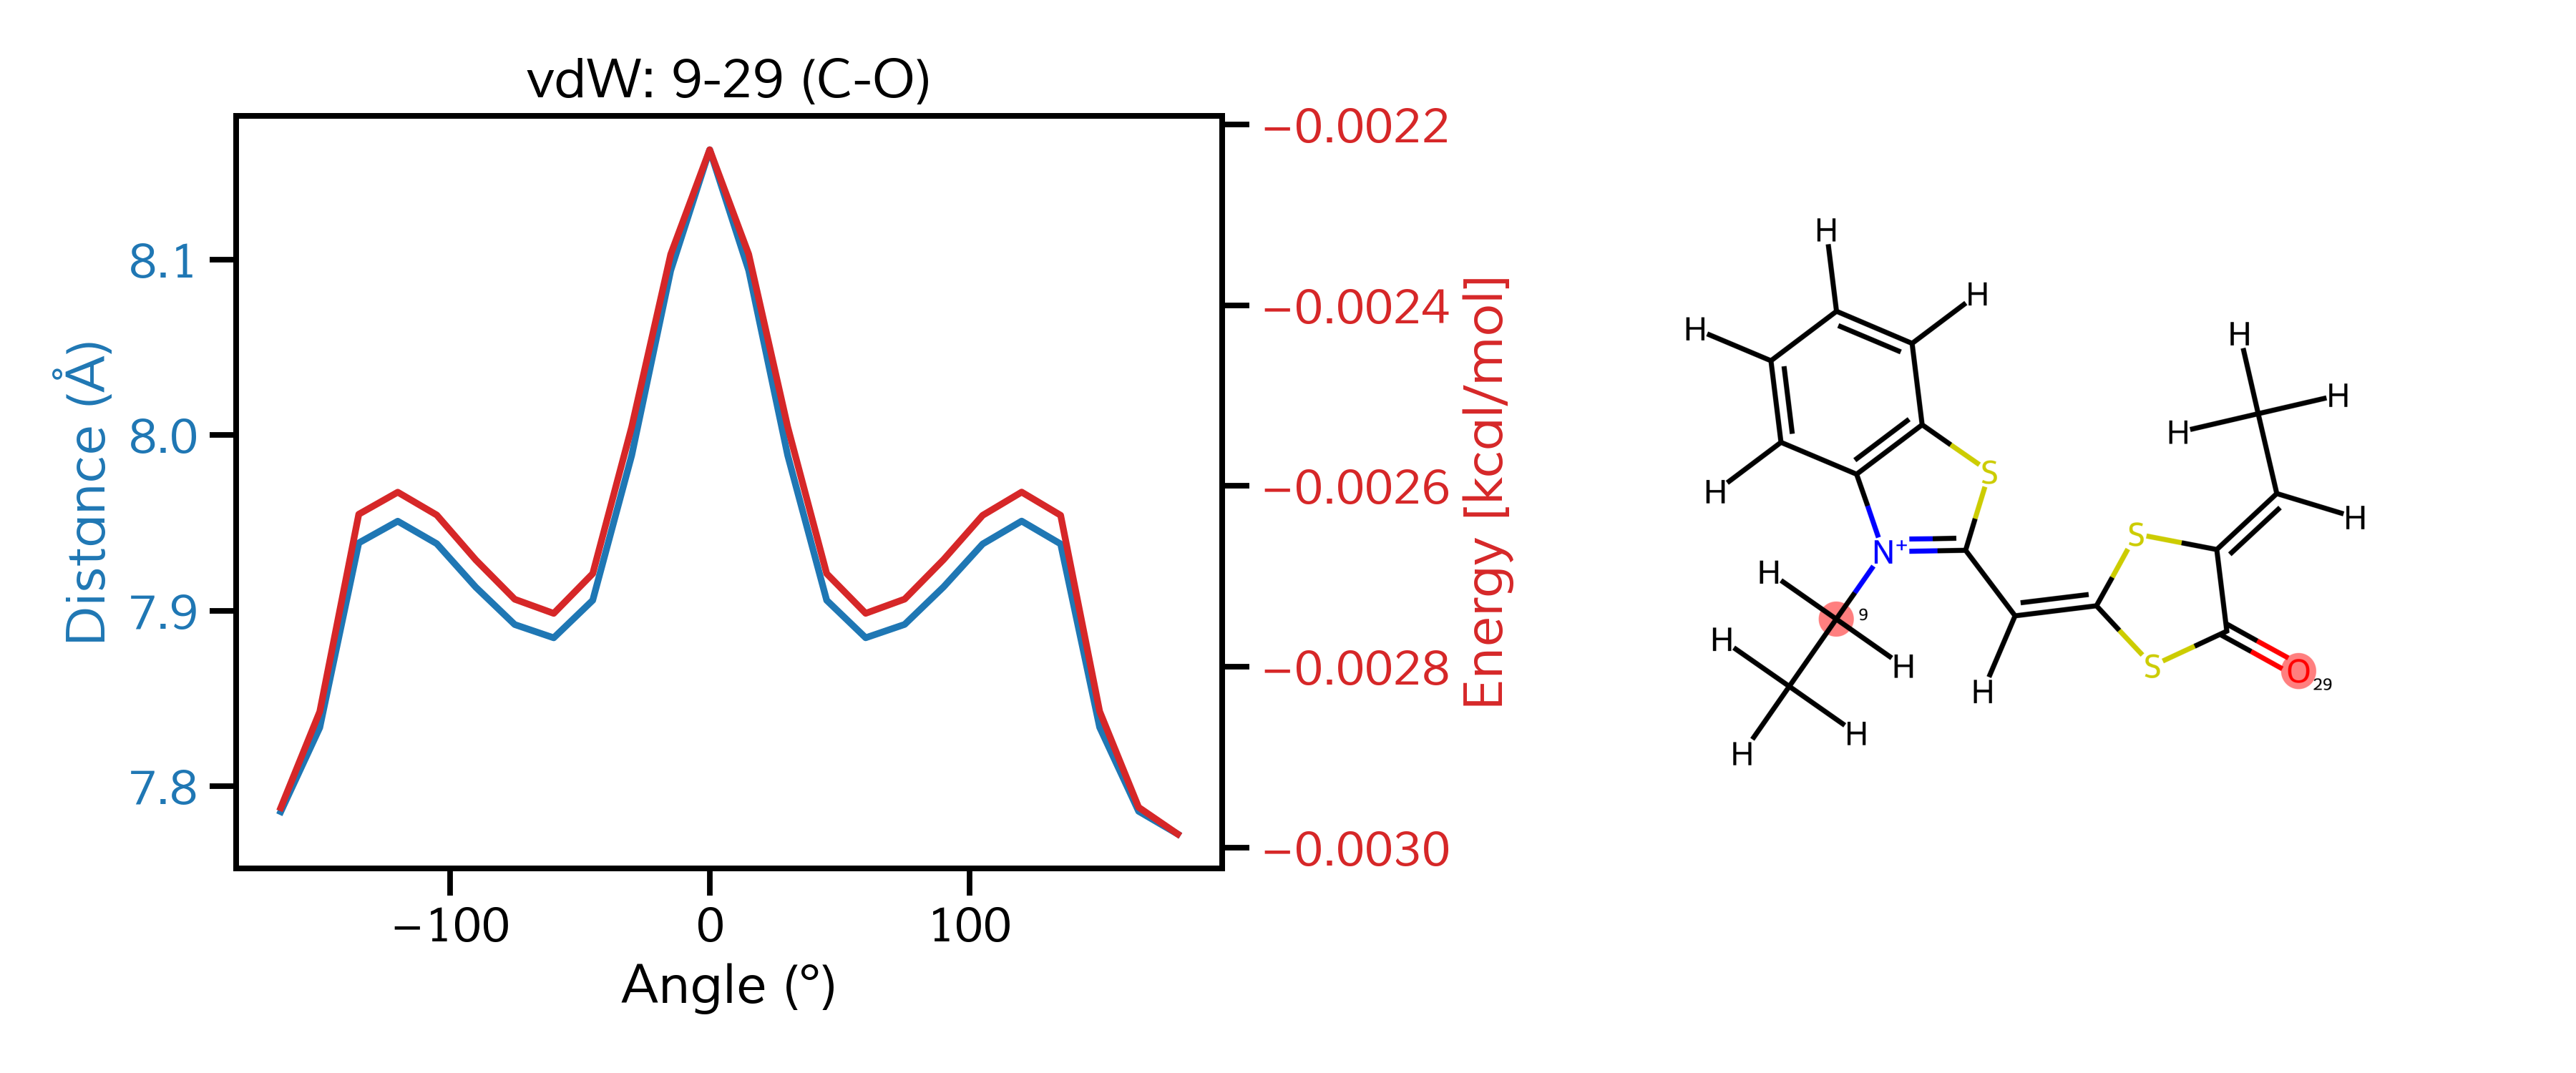 vdW: 9-29 (C-O)
Distance (Å)
8.1
8.0
7.9
7.8
−100
0
100
Angle (°)
−0.0022
−0.0024
−0.0026
−0.0028
−0.0030
Energy [kcal/mol]
H
H
H
H
H
H
H
S
H
S
H
N+
H
9
H
H
S
O
29
H
H
H